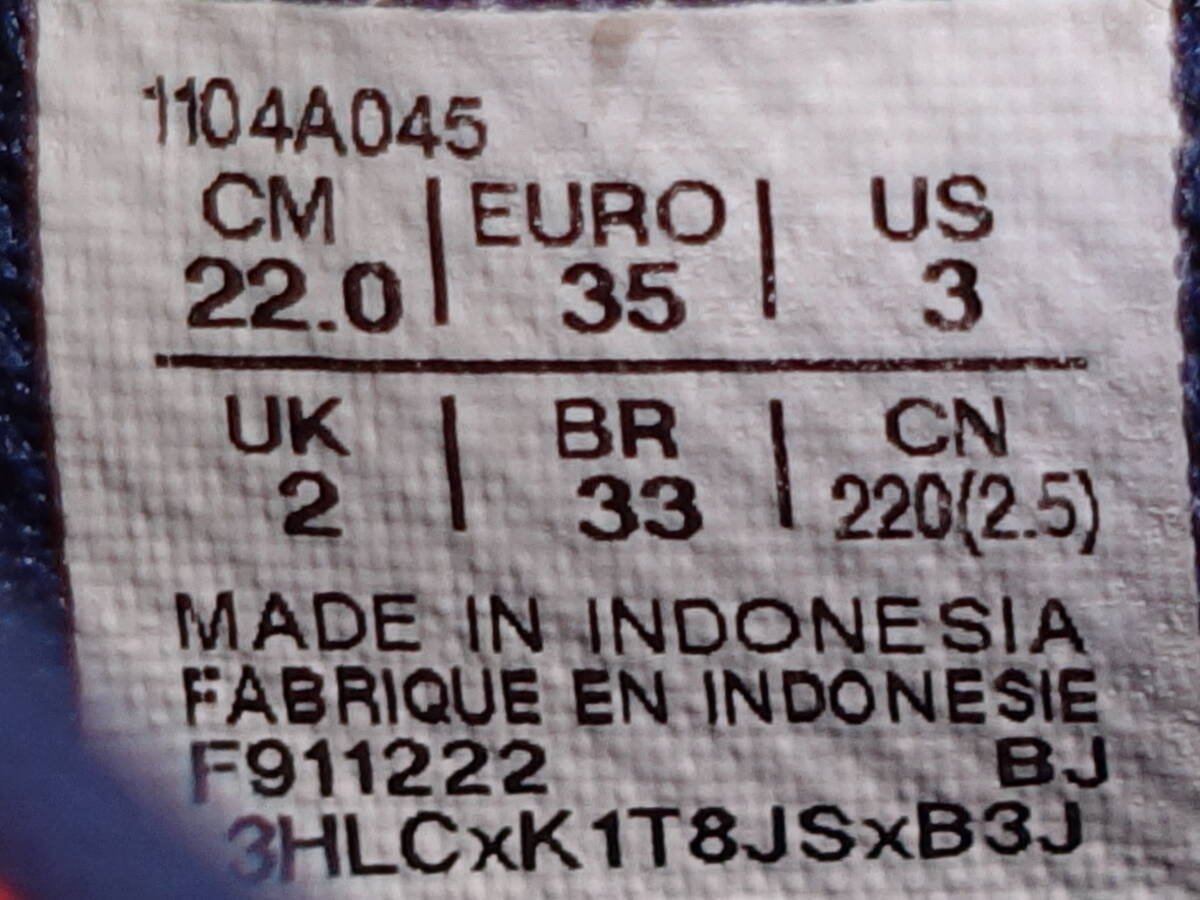 1104A045
CM | EURO | US
22.0 | 35 | 3
UK | BR | CN
2 | 33 | 220(2.5)
MADE IN INDONESIA
FABRIQUE EN INDONESIE
F911222 BJ
3HLCxK1T8JSxB3J